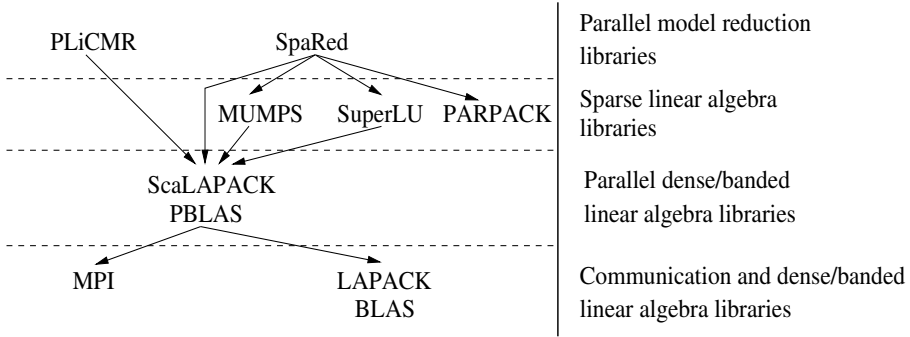 PLiCMR
SpaRed
Parallel model reduction
libraries
MUMPS
SuperLU
PARPACK
Sparse linear algebra
libraries
ScaLAPACK
PBLAS
Parallel dense/banded
linear algebra libraries
MPI
LAPACK
BLAS
Communication and dense/banded
linear algebra libraries